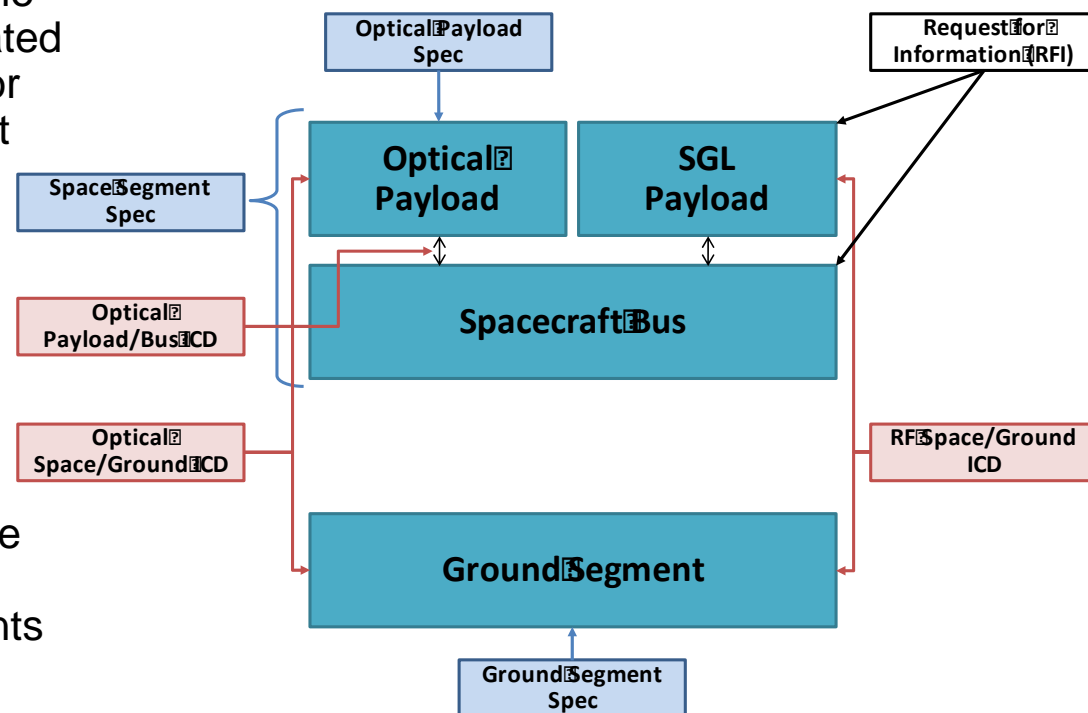 ated
or
t
e
nts
Optical⍰Payload
Spec
Request⍰for⍰
Information⍰(RFI)
Optical⍰
Payload
SGL
Payload
Space⍰Segment
Spec
Optical⍰
Payload/Bus⍰ICD
Spacecraft⍰Bus
Optical⍰
Space/Ground⍰ICD
RF⍰Space/Ground
ICD
Ground⍰Segment
Ground⍰Segment
Spec